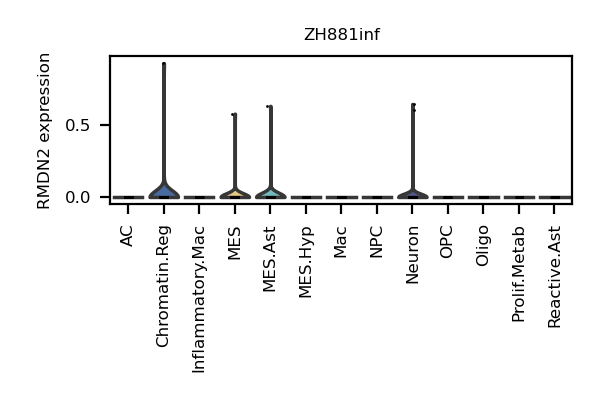 ZH881inf
RMDN2 expression
0.5
0.0
AC
Chromatin.Reg
Inflammatory.Mac
MES
MES.Ast
MES.Hyp
Mac
NPC
Neuron
OPC
Oligo
Prolif.Metab
Reactive.Ast